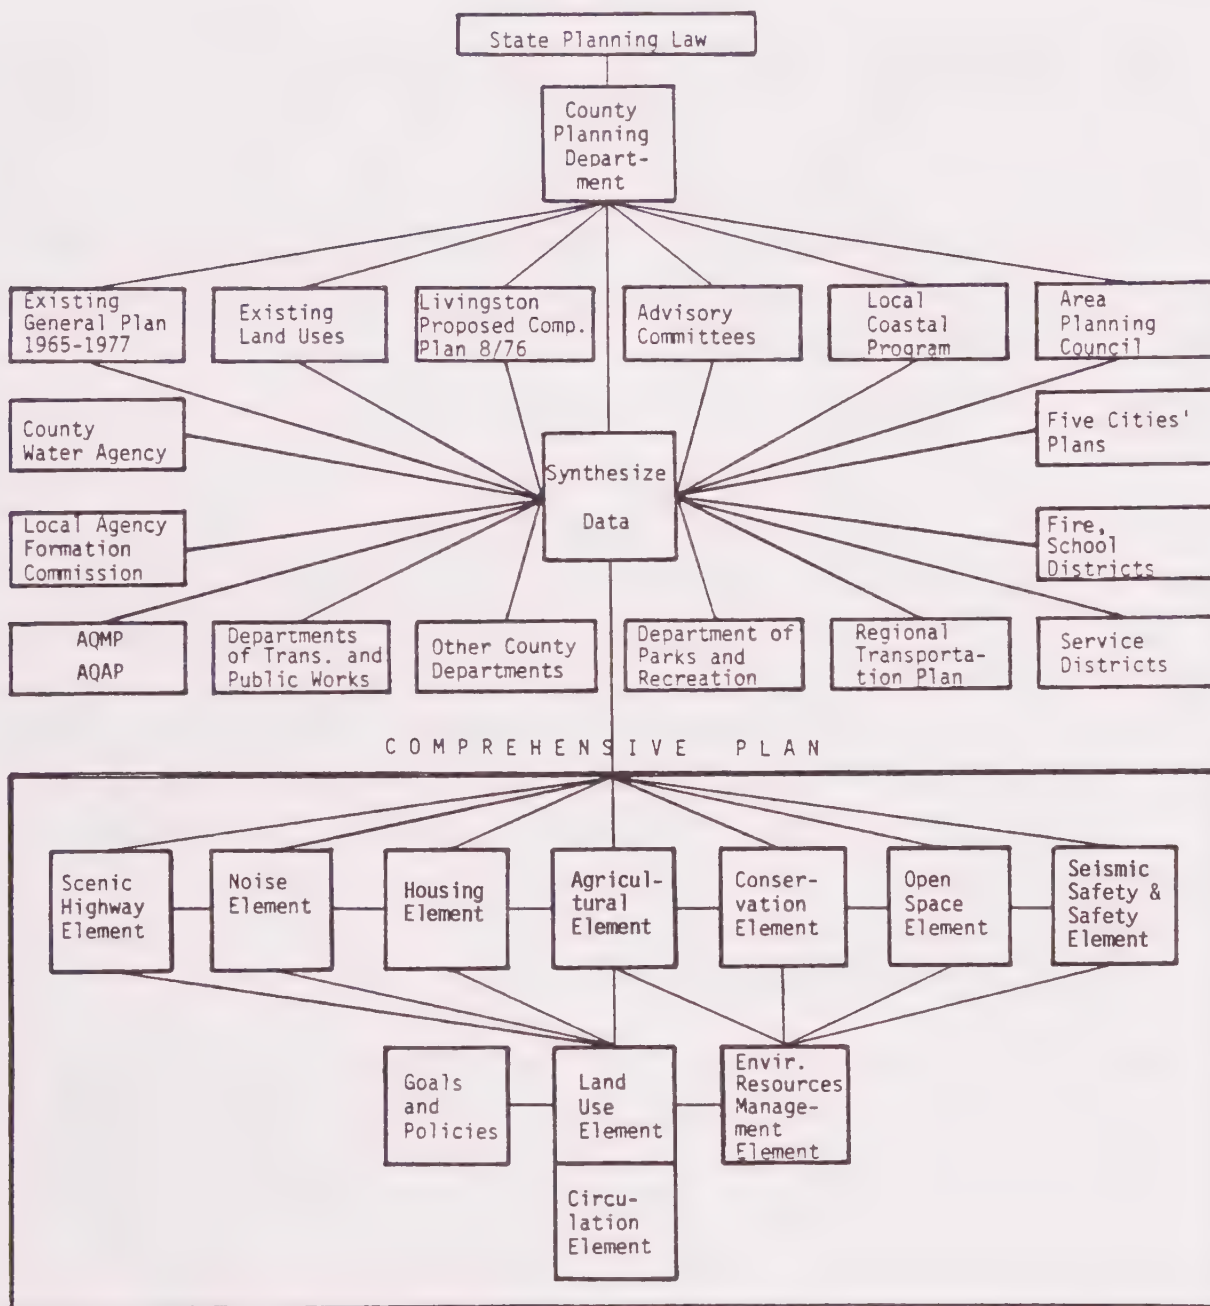 State Planning Law
County
Planning
Depart-
ment
Existing
General Plan
1965-1977
Existing
Land Uses
Livingston
Proposed Comp.
Plan 8/76
Advisory
Committees
Local
Coastal
Program
Area
Planning
Council
County
Water Agency
Synthesize
Data
Five Cities'
Plans
Local Agency
Formation
Commission
Fire,
School
Districts
AQMP
AQAP
Departments
of Trans. and
Public Works
Other County
Departments
Department of
Parks and
Recreation
Regional
Transporta-
tion Plan
Service
Districts
COMPREHENSIVE PLAN
Scenic
Highway
Element
Noise
Element
Housing
Element
Agricul-
tural
Element
Conser-
vation
Element
Open
Space
Element
Seismic
Safety &
Safety
Element
Goals
and
Policies
Land
Use
Element
Envir.
Resources
Manage-
ment
Element
Circu-
lation
Element